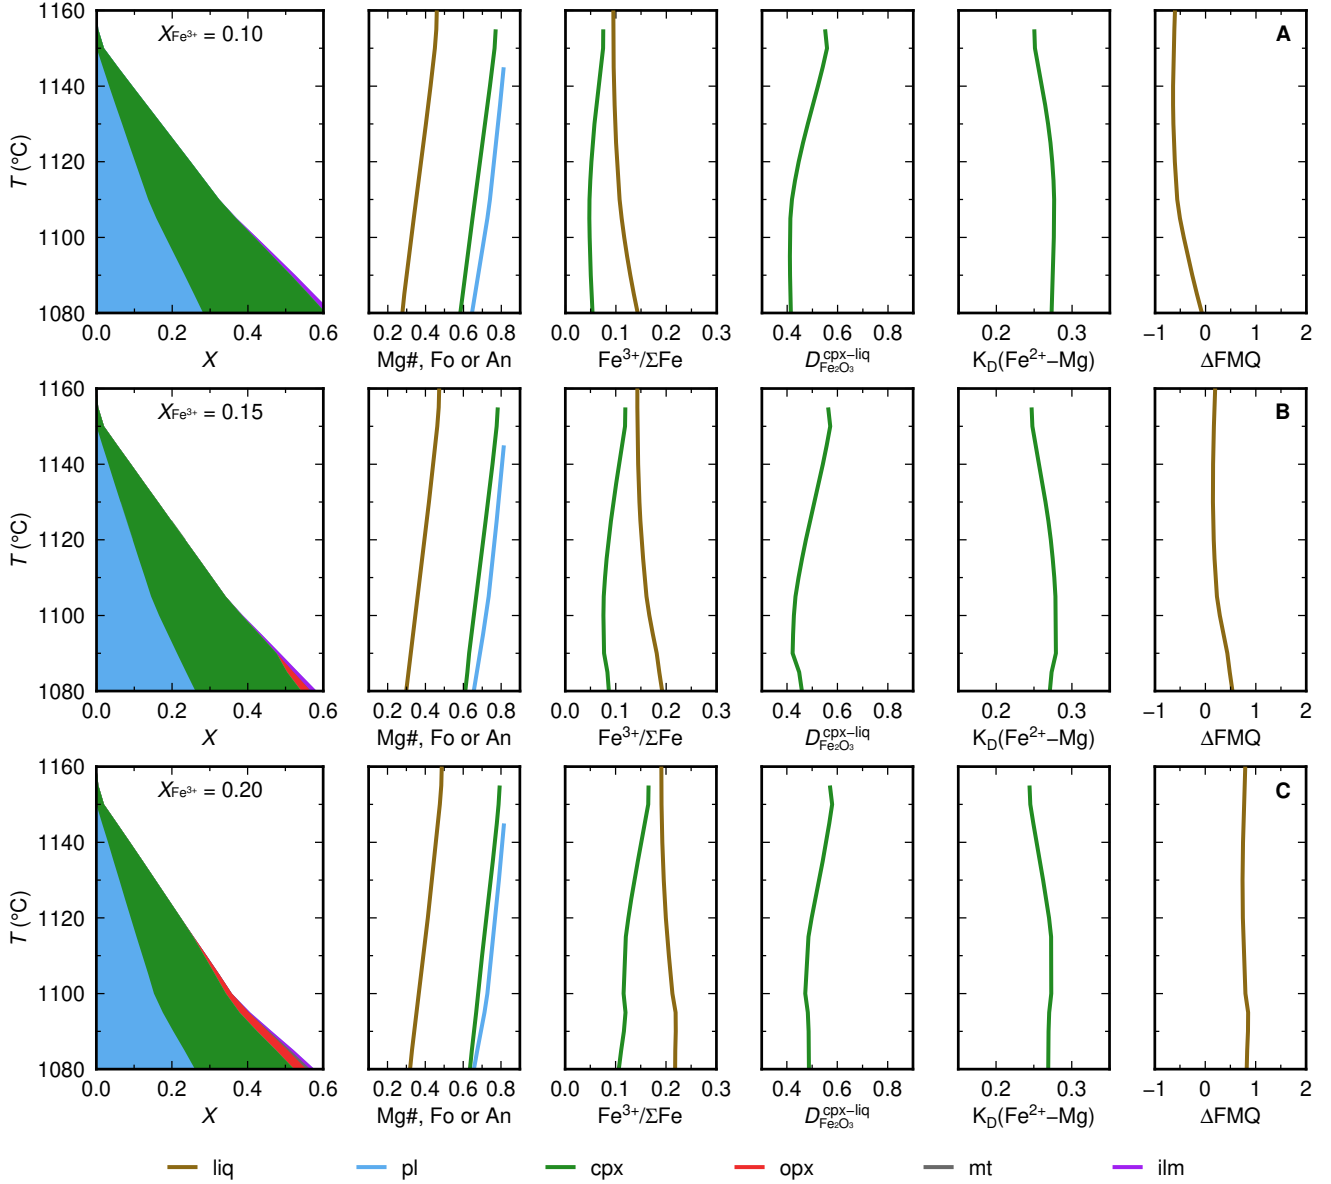 1160
1140
1120
1100
1080
T (°C)
XFe³⁺ = 0.10
A
0.0 0.2 0.4 0.6
0.2 0.4 0.6 0.8
0.0 0.1 0.2 0.3
0.4 0.6 0.8
0.2 0.3
−1 0 1 2
X
Mg#, Fo or An
Fe³⁺/ΣFe
D cpx−liq Fe₂O₃
K_D(Fe²⁺−Mg)
ΔFMQ
1160
1140
1120
1100
1080
T (°C)
XFe³⁺ = 0.15
B
0.0 0.2 0.4 0.6
0.2 0.4 0.6 0.8
0.0 0.1 0.2 0.3
0.4 0.6 0.8
0.2 0.3
−1 0 1 2
X
Mg#, Fo or An
Fe³⁺/ΣFe
D cpx−liq Fe₂O₃
K_D(Fe²⁺−Mg)
ΔFMQ
1160
1140
1120
1100
1080
T (°C)
XFe³⁺ = 0.20
C
0.0 0.2 0.4 0.6
0.2 0.4 0.6 0.8
0.0 0.1 0.2 0.3
0.4 0.6 0.8
0.2 0.3
−1 0 1 2
X
Mg#, Fo or An
Fe³⁺/ΣFe
D cpx−liq Fe₂O₃
K_D(Fe²⁺−Mg)
ΔFMQ
liq pl cpx opx mt ilm